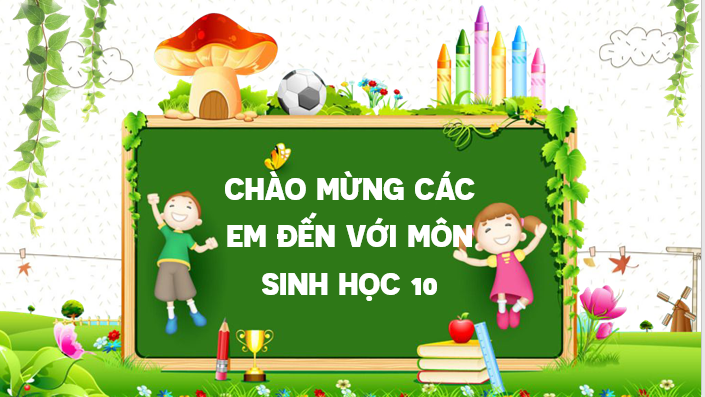 CHÀO MỪNG CÁC
EM ĐẾN VỚI MÔN
SINH HỌC 10